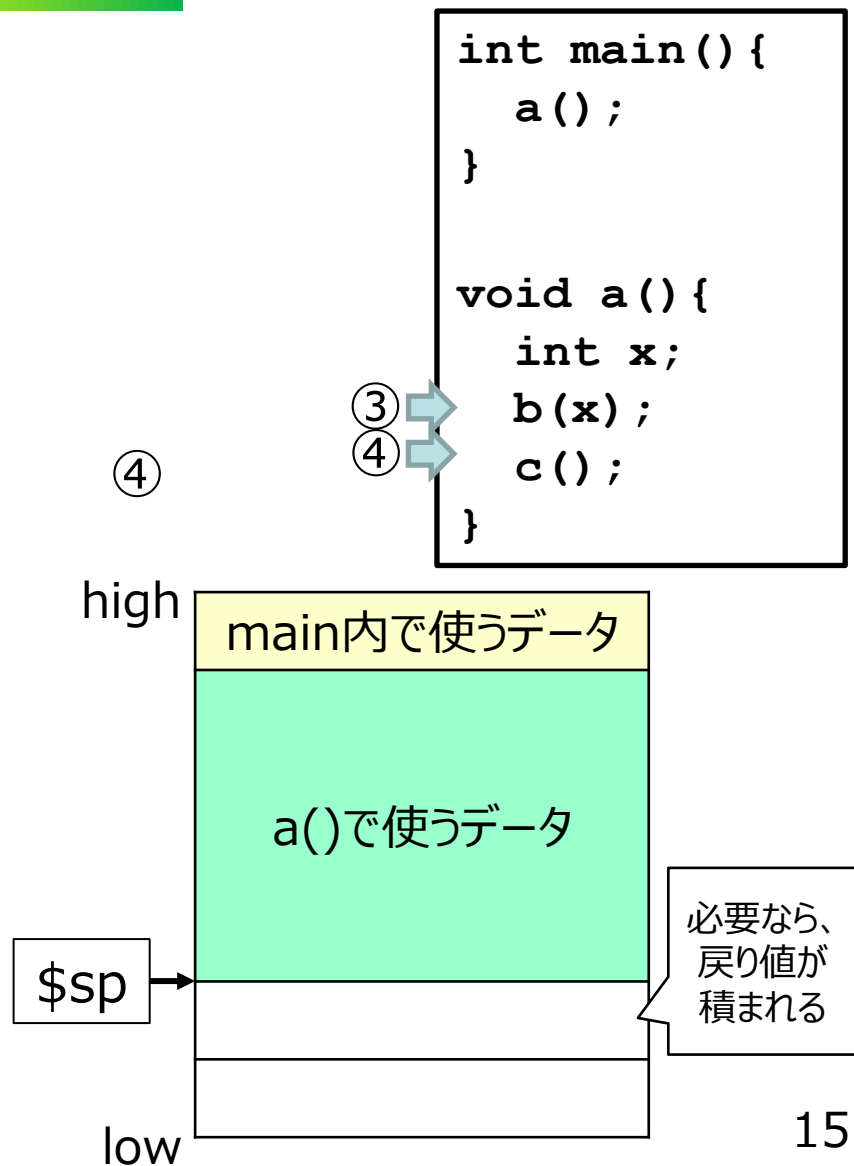 int main(){
a();
}
void a(){
int x;
③ b(x);
④ c();
}
④
high
main内で使うデータ
a()で使うデータ
$sp
必要なら、
戻り値が
積まれる
low
15